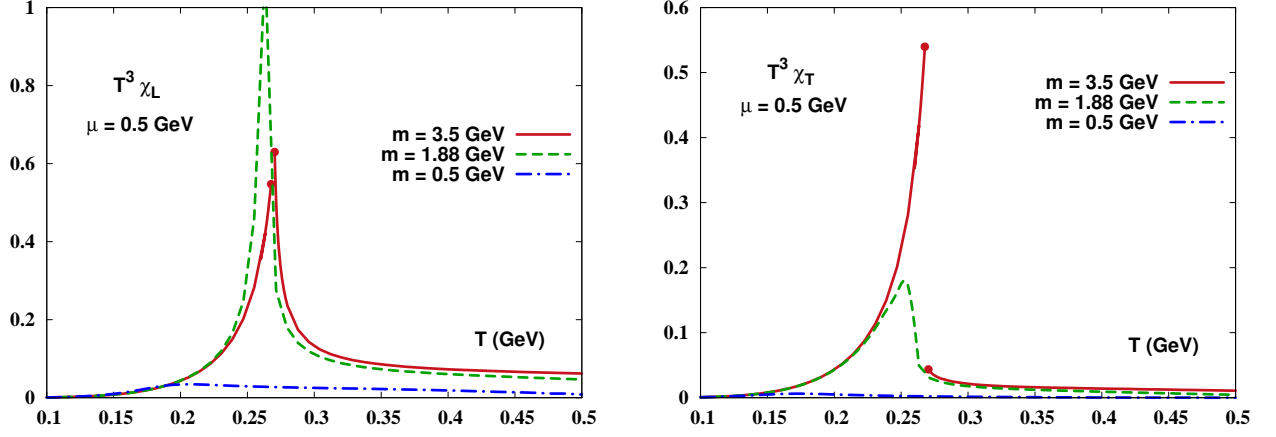 1
0.8
0.6
0.4
0.2
0
T³ χ_L
μ = 0.5 GeV
m = 3.5 GeV
m = 1.88 GeV
m = 0.5 GeV
T (GeV)
0.1 0.15 0.2 0.25 0.3 0.35 0.4 0.45 0.5
0.6
0.5
0.4
0.3
0.2
0.1
0
T³ χ_T
μ = 0.5 GeV
m = 3.5 GeV
m = 1.88 GeV
m = 0.5 GeV
T (GeV)
0.1 0.15 0.2 0.25 0.3 0.35 0.4 0.45 0.5